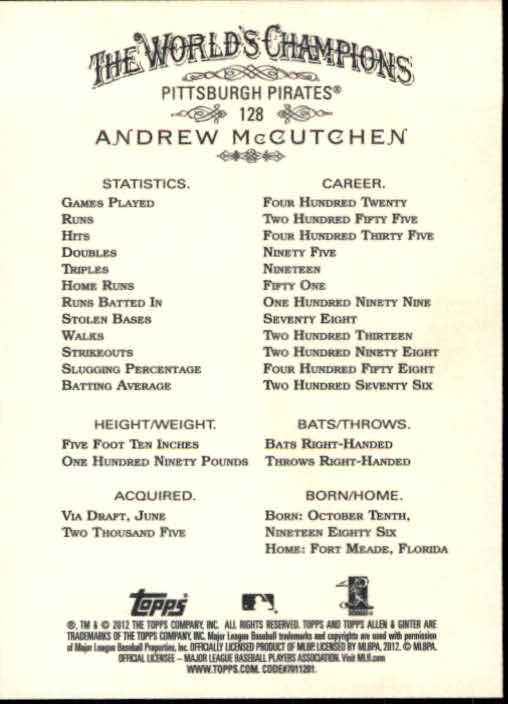 THE WORLD'S CHAMPIONS
PITTSBURGH PIRATES®
128
ANDREW McCUTCHEN
STATISTICS. CAREER.
GAMES PLAYED FOUR HUNDRED TWENTY
RUNS TWO HUNDRED FIFTY FIVE
HITS FOUR HUNDRED THIRTY FIVE
DOUBLES NINETY FIVE
TRIPLES NINETEEN
HOME RUNS FIFTY ONE
RUNS BATTED IN ONE HUNDRED NINETY NINE
STOLEN BASES SEVENTY EIGHT
WALKS TWO HUNDRED THIRTEEN
STRIKEOUTS TWO HUNDRED NINETY EIGHT
SLUGGING PERCENTAGE FOUR HUNDRED FIFTY EIGHT
BATTING AVERAGE TWO HUNDRED SEVENTY SIX
HEIGHT/WEIGHT. BATS/THROWS.
FIVE FOOT TEN INCHES BATS RIGHT-HANDED
ONE HUNDRED NINETY POUNDS THROWS RIGHT-HANDED
ACQUIRED. BORN/HOME.
VIA DRAFT, JUNE BORN: OCTOBER TENTH,
TWO THOUSAND FIVE NINETEEN EIGHTY SIX
HOME: FORT MEADE, FLORIDA
Topps
®, TM & © 2012 THE TOPPS COMPANY, INC. ALL RIGHTS RESERVED. TOPPS AND TOPPS ALLEN & GINTER ARE
TRADEMARKS OF THE TOPPS COMPANY, INC. Major League Baseball trademarks and copyrights are used with permission
of Major League Baseball Properties, Inc. OFFICIALLY LICENSED PRODUCT OF MLBP. LICENSED BY MLBPA, 2012. © MLBPA.
OFFICIAL LICENSEE – MAJOR LEAGUE BASEBALL PLAYERS ASSOCIATION. Visit MLB.com
WWW.TOPPS.COM. CODE#7011201.